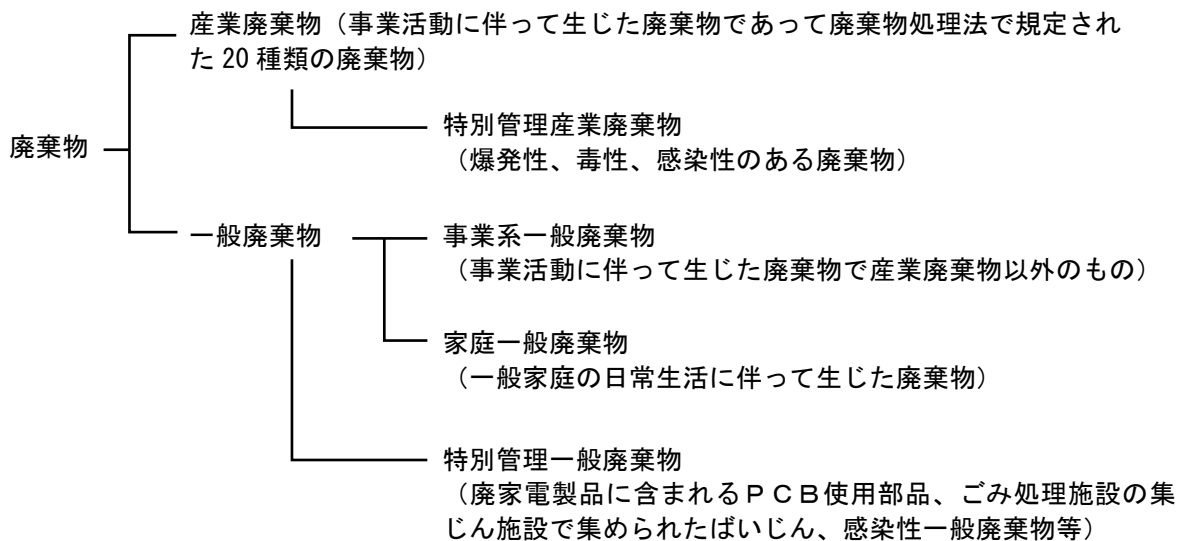 産業廃棄物（事業活動に伴って生じた廃棄物であって廃棄物処理法で規定され
た20種類の廃棄物）
特別管理産業廃棄物
（爆発性、毒性、感染性のある廃棄物）
廃棄物
一般廃棄物
事業系一般廃棄物
（事業活動に伴って生じた廃棄物で産業廃棄物以外のもの）
家庭一般廃棄物
（一般家庭の日常生活に伴って生じた廃棄物）
特別管理一般廃棄物
（廃家電製品に含まれるＰＣＢ使用部品、ごみ処理施設の集
じん施設で集められたばいじん、感染性一般廃棄物等）